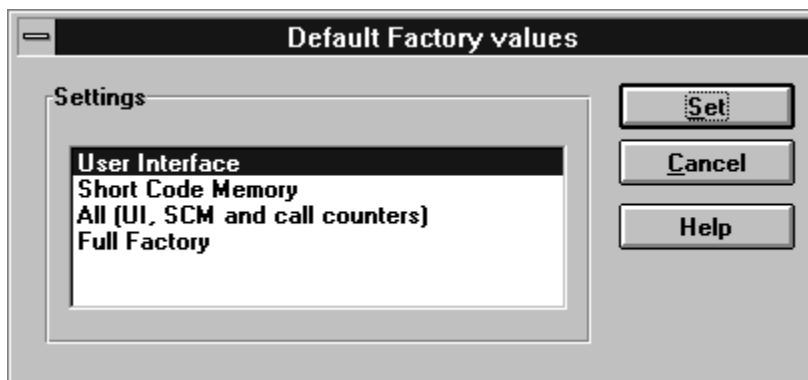 Default Factory values
Settings
User Interface
Short Code Memory
All (UI, SCM and call counters)
Full Factory
Set
Cancel
Help